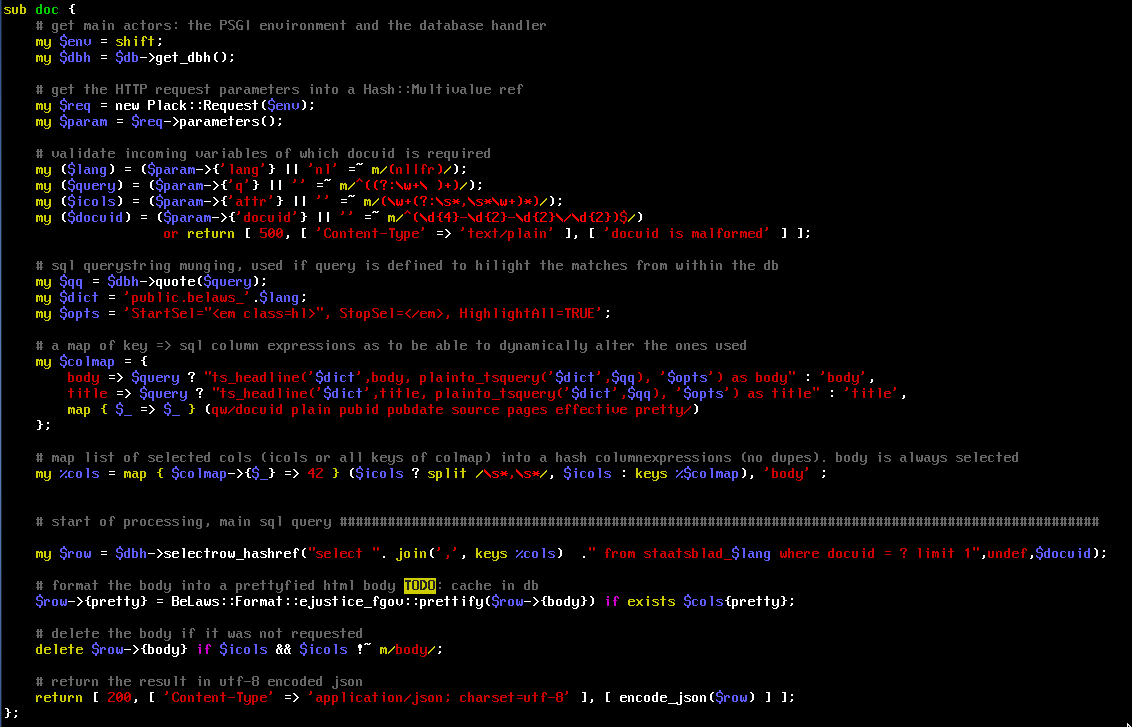 sub doc {
    # get main actors: the PSGI environment and the database handler
    my $env = shift;
    my $dbh = $db->get_dbh();

    # get the HTTP request parameters into a Hash::Multivalue ref
    my $req = new Plack::Request($env);
    my $param = $req->parameters();

    # validate incoming variables of which docuid is required
    my ($lang) = ($param->{'lang'} || 'nl' =~ m/(nl|fr)/);
    my ($query) = ($param->{'q'} || '' =~ m/^((?:\w+\ )+)/);
    my ($icols) = ($param->{'attr'} || '' =~ m/(\w+(?:\s*,\s*\w+)*)/);
    my ($docuid) = ($param->{'docuid'} || '' =~ m/^(\d{4}-\d{2}-\d{2}\/\d{2})$/)
                    or return [ 500, [ 'Content-Type' => 'text/plain' ], [ 'docuid is malformed' ] ];

    # sql querystring munging, used if query is defined to hilight the matches from within the db
    my $qq = $dbh->quote($query);
    my $dict = 'public.belaws_'.$lang;
    my $opts = 'StartSel="<em class=hl>", StopSel=</em>, HighlightAll=TRUE';

    # a map of key => sql column expressions as to be able to dynamically alter the ones used
    my $colmap = {
        body => $query ? "ts_headline('$dict',body, plainto_tsquery('$dict',$qq), '$opts') as body" : 'body',
        title => $query ? "ts_headline('$dict',title, plainto_tsquery('$dict',$qq), '$opts') as title" : 'title',
        map { $_ => $_ } (qw/docuid plain pubid pubdate source pages effective pretty/)
    };

    # map list of selected cols (icols or all keys of colmap) into a hash columnexpressions (no dupes). body is always selected
    my %cols = map { $colmap->{$_} => 42 } ($icols ? split /\s*,\s*/, $icols : keys %$colmap), 'body' ;


    # start of processing, main sql query ###############################################################################################

    my $row = $dbh->selectrow_hashref("select ". join(',', keys %cols)  ." from staatsblad_$lang where docuid = ? limit 1",undef,$docuid);

    # format the body into a prettyfied html body TODO: cache in db
    $row->{pretty} = BeLaws::Format::ejustice_fgov::prettify($row->{body}) if exists $cols{pretty};

    # delete the body if it was not requested
    delete $row->{body} if $icols && $icols !~ m/body/;

    # return the result in utf-8 encoded json
    return [ 200, [ 'Content-Type' => 'application/json; charset=utf-8' ], [ encode_json($row) ] ];
};